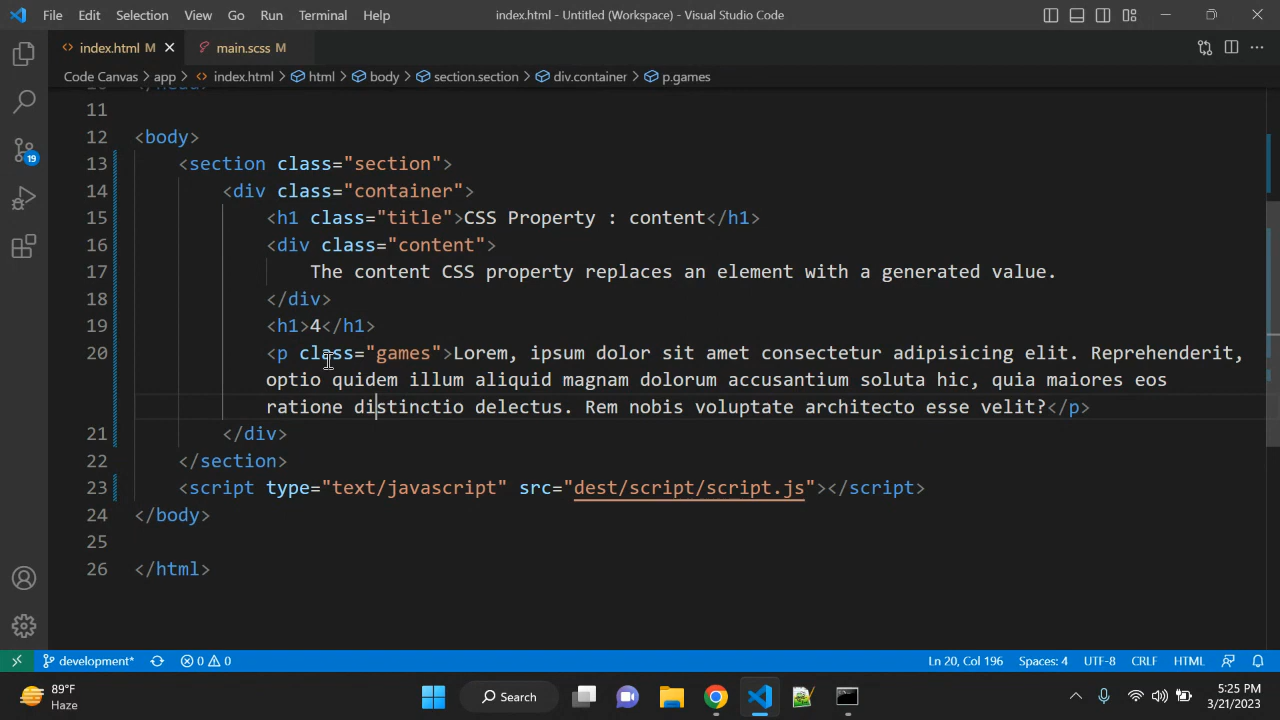 File Edit Selection View Go Run Terminal Help index.html - Untitled (Workspace) - Visual Studio Code
index.html M main.scss M
Code Canvas > app > index.html > html > body > section.section > div.container > p.games
10 </head>
11
12 <body>
13 <section class="section">
14 <div class="container">
15 <h1 class="title">CSS Property : content</h1>
16 <div class="content">
17 The content CSS property replaces an element with a generated value.
18 </div>
19 <h1>4</h1>
20 <p class="games">Lorem, ipsum dolor sit amet consectetur adipisicing elit. Reprehenderit,
optio quidem illum aliquid magnam dolorum accusantium soluta hic, quia maiores eos
ratione distinctio delectus. Rem nobis voluptate architecto esse velit?</p>
21 </div>
22 </section>
23 <script type="text/javascript" src="dest/script/script.js"></script>
24 </body>
25
26 </html>
19
development* 0 0 Ln 20, Col 196 Spaces: 4 UTF-8 CRLF HTML
89°F
Haze
Search
5:25 PM
3/21/2023